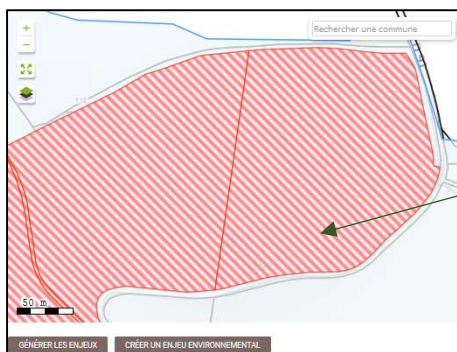 +
Rechercher une commune
−
50 m
GÉNÉRER LES ENJEUX
CRÉER UN ENJEU ENVIRONNEMENTAL